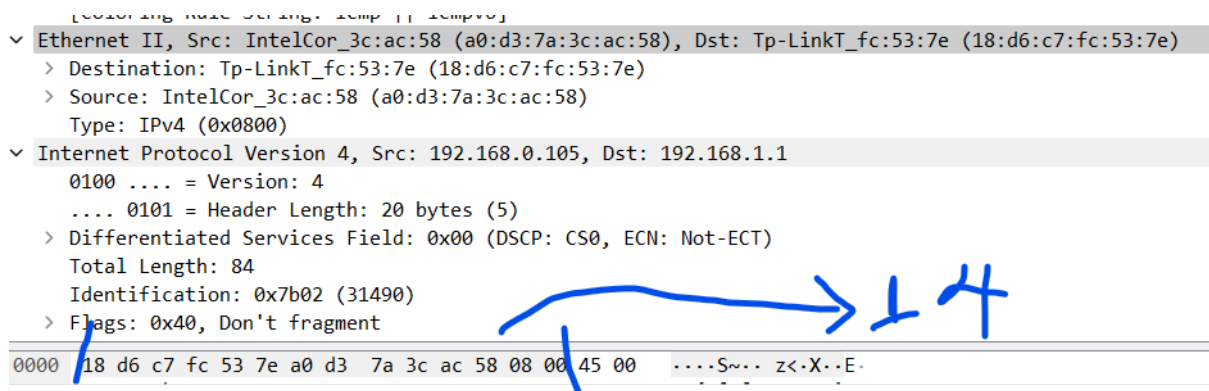 [Coloring Rule String: icmp || icmpv6]
Ethernet II, Src: IntelCor_3c:ac:58 (a0:d3:7a:3c:ac:58), Dst: Tp-LinkT_fc:53:7e (18:d6:c7:fc:53:7e)
Destination: Tp-LinkT_fc:53:7e (18:d6:c7:fc:53:7e)
Source: IntelCor_3c:ac:58 (a0:d3:7a:3c:ac:58)
Type: IPv4 (0x0800)
Internet Protocol Version 4, Src: 192.168.0.105, Dst: 192.168.1.1
0100 .... = Version: 4
.... 0101 = Header Length: 20 bytes (5)
Differentiated Services Field: 0x00 (DSCP: CS0, ECN: Not-ECT)
Total Length: 84
Identification: 0x7b02 (31490)
14
Flags: 0x40, Don't fragment
0000 18 d6 c7 fc 53 7e a0 d3 7a 3c ac 58 08 00 45 00 ····S~·· z<·X··E·